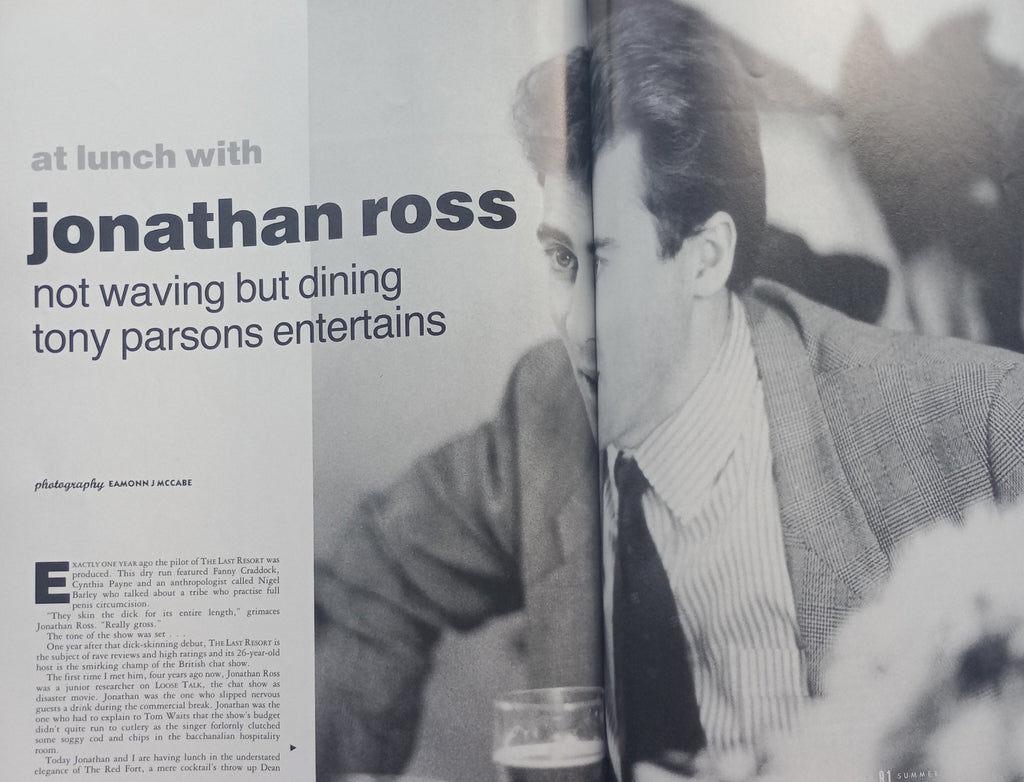 at lunch with
jonathan ross
not waving but dining
tony parsons entertains
photography EAMONN J MCCABE
EXACTLY ONE YEAR ago the pilot of THE LAST RESORT was
produced. This dry run featured Fanny Craddock,
Cynthia Payne and an anthropologist called Nigel
Barley who talked about a tribe who practise full
penis circumcision.
"They skin the dick for its entire length," grimaces
Jonathan Ross. "Really gross."
The tone of the show was set . . .
One year after that dick-skinning debut, THE LAST RESORT is
the subject of rave reviews and high ratings and its 26-year-old
host is the smirking champ of the British chat show.
The first time I met him, four years ago now, Jonathan Ross
was a junior researcher on LOOSE TALK, the chat show as
disaster movie. Jonathan was the one who slipped nervous
guests a drink during the commercial break. Jonathan was the
one who had to explain to Tom Waits that the show's budget
didn't quite run to cutlery as the singer forlornly clutched
some soggy cod and chips in the bacchanalian hospitality
room.
Today Jonathan and I are having lunch in the understated
elegance of The Red Fort, a mere cocktail's throw up Dean
91 SUMMER